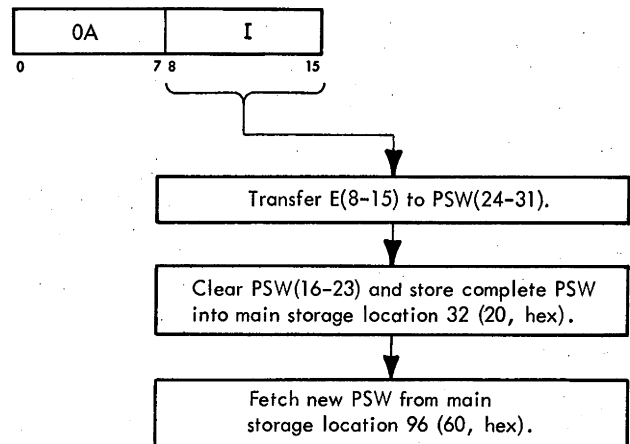 0A I
0 7 8 15
Transfer E(8-15) to PSW(24-31).
Clear PSW(16-23) and store complete PSW
into main storage location 32 (20, hex).
Fetch new PSW from main
storage location 96 (60, hex).